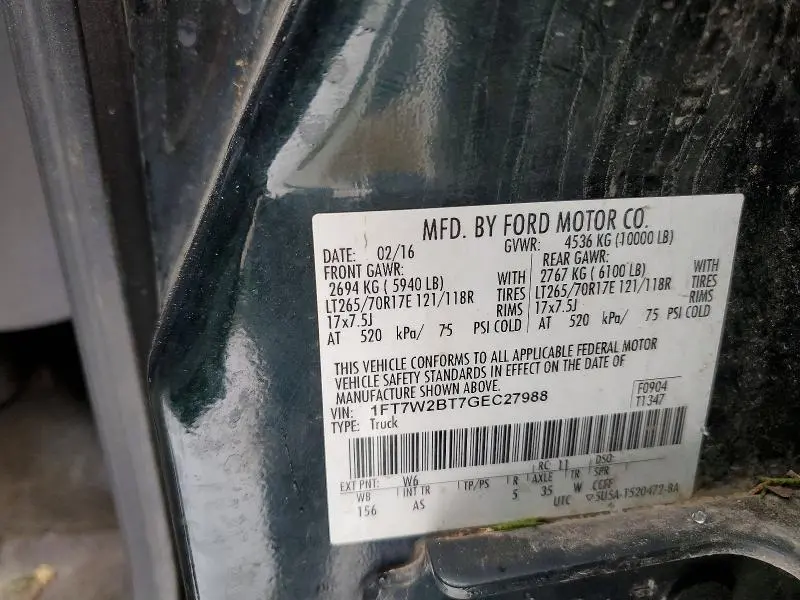 MFD. BY FORD MOTOR CO.
DATE: 02/16 GVWR: 4536 KG (10000 LB)
FRONT GAWR: REAR GAWR:
2694 KG ( 5940 LB) WITH 2767 KG ( 6100 LB) WITH
LT265/70R17E 121/118R TIRES LT265/70R17E 121/118R TIRES
17x7.5J RIMS 17x7.5J RIMS
AT 520 kPa/ 75 PSI COLD AT 520 kPa/ 75 PSI COLD
THIS VEHICLE CONFORMS TO ALL APPLICABLE FEDERAL MOTOR
VEHICLE SAFETY STANDARDS IN EFFECT ON THE DATE OF
MANUFACTURE SHOWN ABOVE.
VIN: 1FT7W2BT7GEC27988 F0904
TYPE: Truck T1347
EXT PNT: W6 RC: 11 DSO:
WB INT TR TP/PS R AXLE TR SPR
156 AS 5 35 W CCFF
UTC 5U5A-1520472-BA